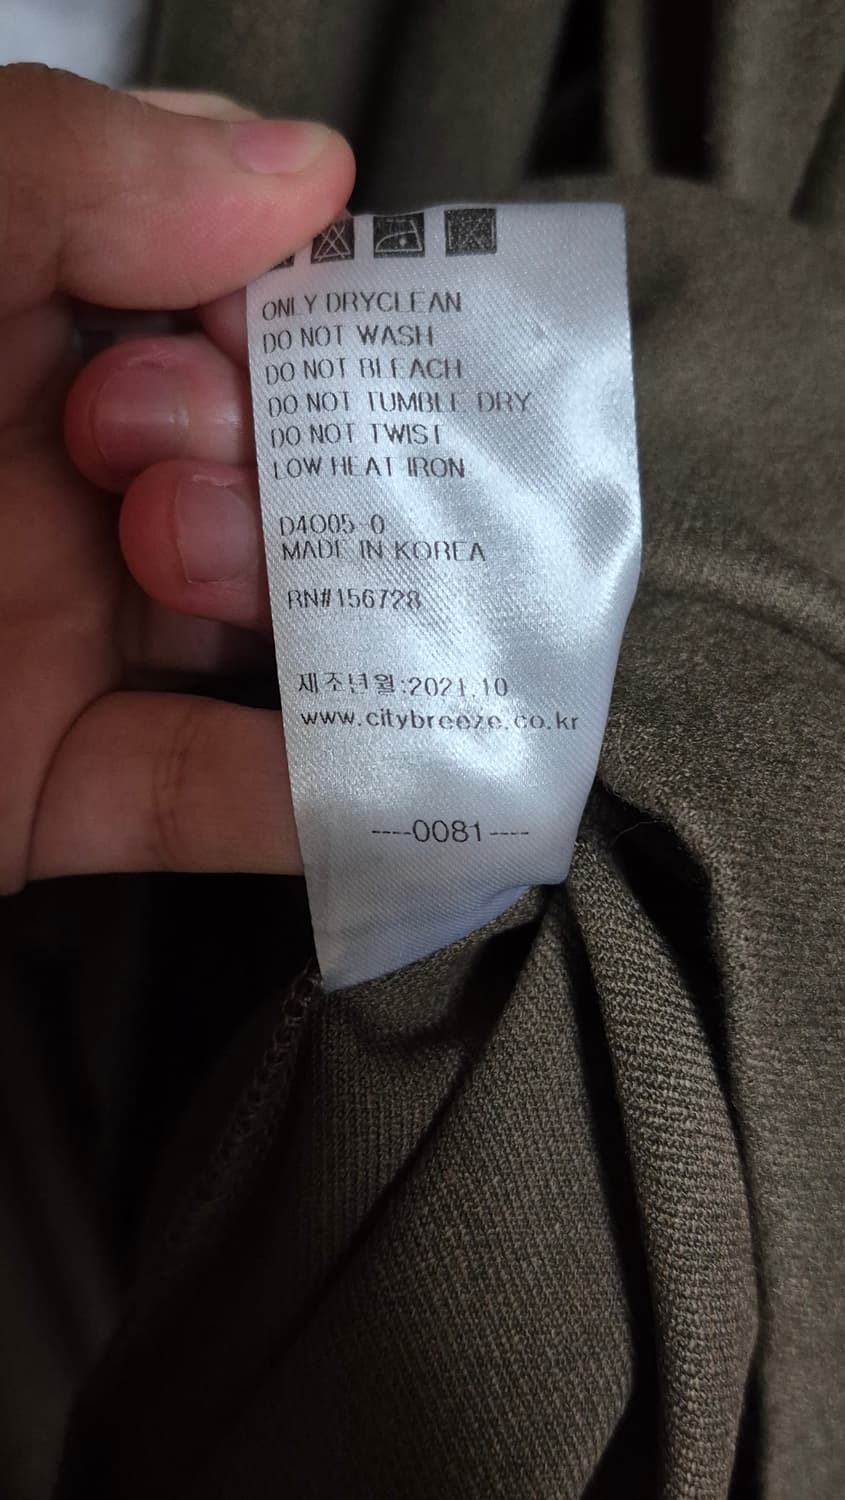 ONLY DRYCLEAN
DO NOT WASH
DO NOT BLEACH
DO NOT TUMBLE DRY
DO NOT TWIST
LOW HEAT IRON
D4O05-0
MADE IN KOREA
RN#156728
제조년월:2021.10
www.citybreeze.co.kr
----0081----